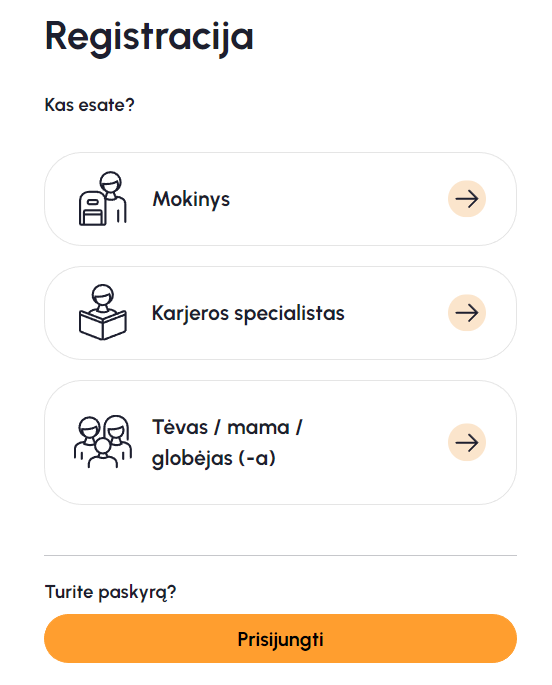 Registracija
Kas esate?
Mokinys
Karjeros specialistas
Tėvas / mama /
globėjas (-a)
Turite paskyrą?
Prisijungti